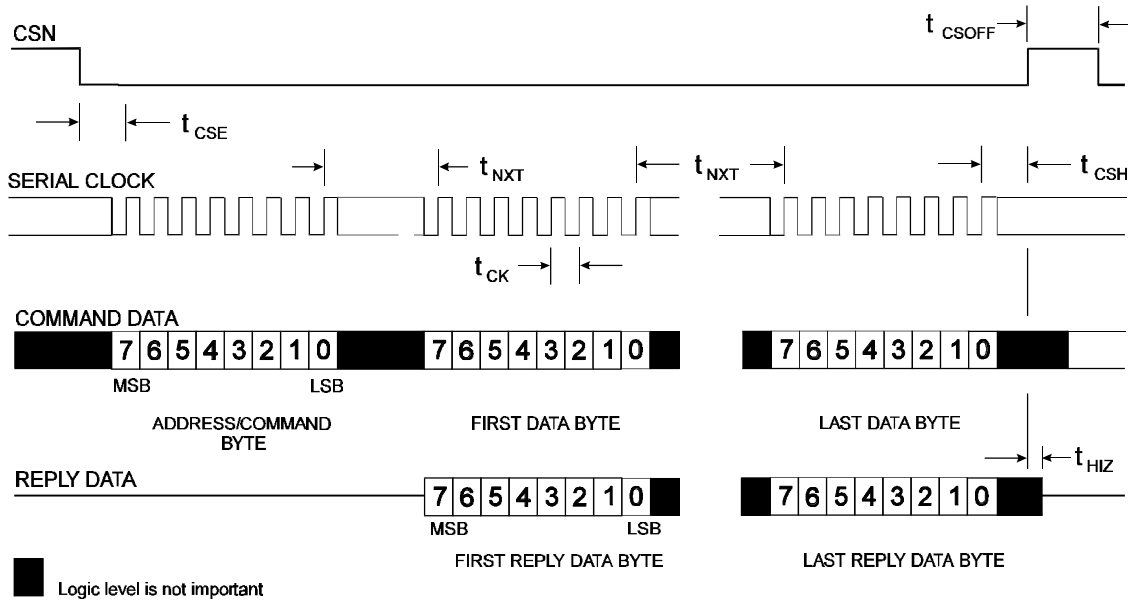 CSN
t CSOFF
t CSE
SERIAL CLOCK
t NXT
t NXT
t CSH
t CK
COMMAND DATA
7 6 5 4 3 2 1 0
7 6 5 4 3 2 1 0
7 6 5 4 3 2 1 0
MSB LSB
ADDRESS/COMMAND
BYTE
FIRST DATA BYTE
LAST DATA BYTE
t HIZ
REPLY DATA
7 6 5 4 3 2 1 0
7 6 5 4 3 2 1 0
MSB LSB
FIRST REPLY DATA BYTE
LAST REPLY DATA BYTE
Logic level is not important